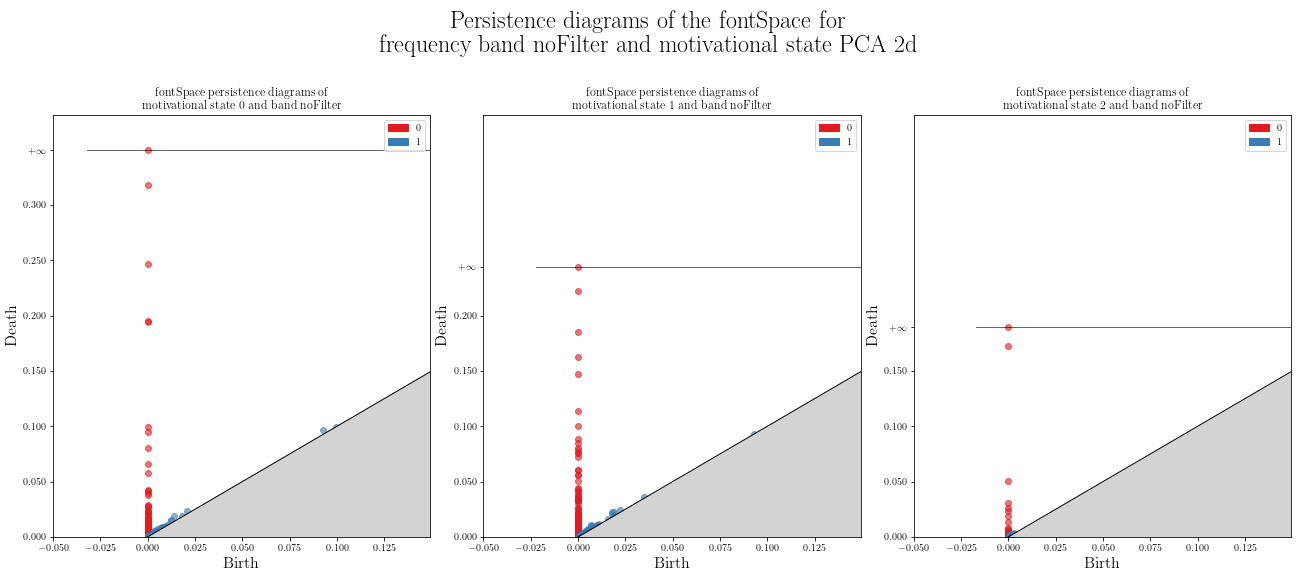 Persistence diagrams of the fontSpace for
frequency band noFilter and motivational state PCA 2d
fontSpace persistence diagrams of
motivational state 0 and band noFilter
0
1
+∞
0.300
0.250
0.200
0.150
0.100
0.050
0.000
Death
−0.050 −0.025 0.000 0.025 0.050 0.075 0.100 0.125
Birth
fontSpace persistence diagrams of
motivational state 1 and band noFilter
0
1
+∞
0.200
0.150
0.100
0.050
0.000
Death
−0.050 −0.025 0.000 0.025 0.050 0.075 0.100 0.125
Birth
fontSpace persistence diagrams of
motivational state 2 and band noFilter
0
1
+∞
0.150
0.100
0.050
0.000
Death
−0.050 −0.025 0.000 0.025 0.050 0.075 0.100 0.125
Birth